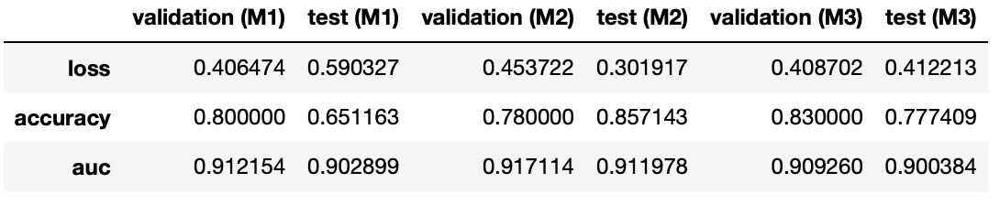 validation (M1) test (M1) validation (M2) test (M2) validation (M3) test (M3)
loss 0.406474 0.590327 0.453722 0.301917 0.408702 0.412213
accuracy 0.800000 0.651163 0.780000 0.857143 0.830000 0.777409
auc 0.912154 0.902899 0.917114 0.911978 0.909260 0.900384